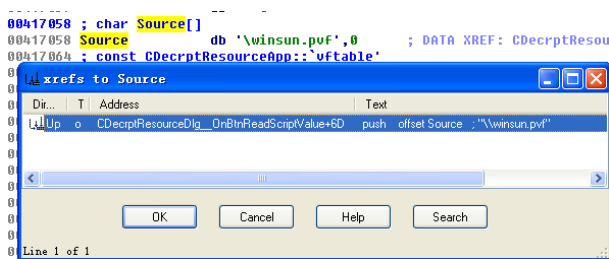 00417058 ; char Source[]
00417058 Source db '\winsun.pvf',0 ; DATA XREF: CDecrptResou
00417064 ; const CDecrptResourceApp::`vftable'
xrefs to Source
Dir... T Address Text
Up o CDecrptResourceDlg__OnBtnReadScriptValue+6D push offset Source ; "\\winsun.pvf"
OK Cancel Help Search
Line 1 of 1